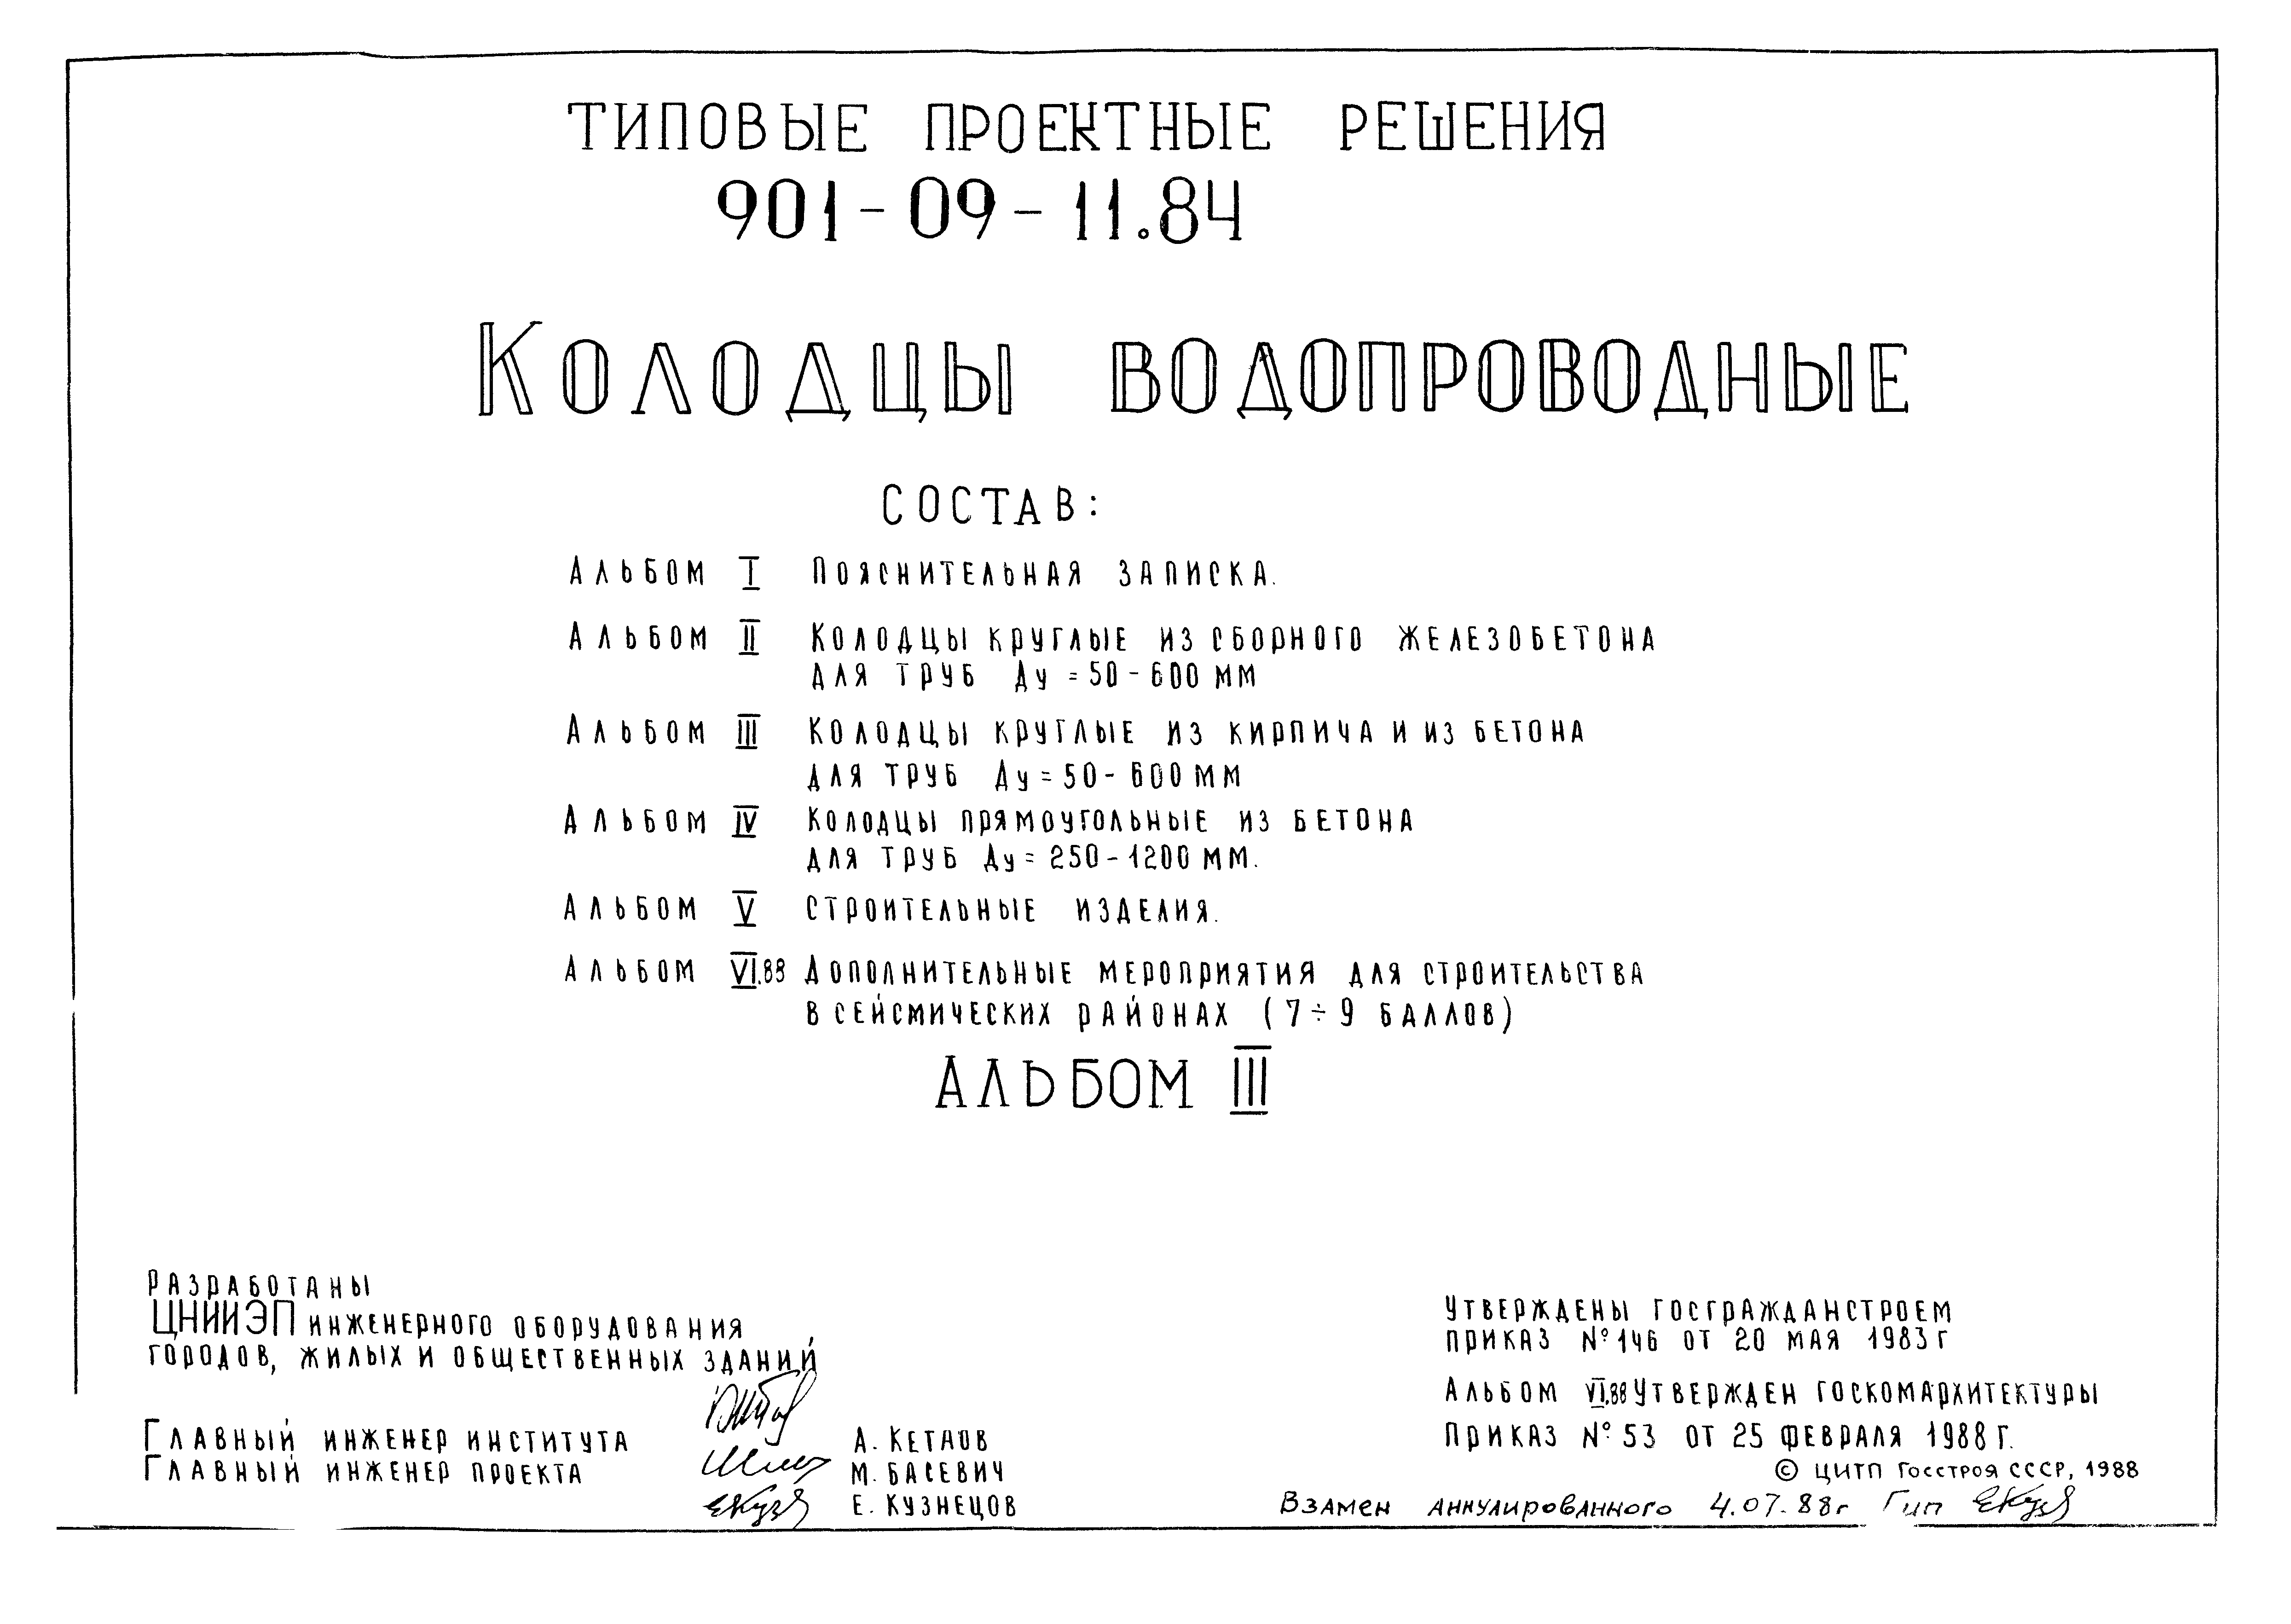 ТИПОВЫЕ ПРОЕКТНЫЕ РЕШЕНИЯ
901-09-11.84
КОЛОДЦЫ ВОДОПРОВОДНЫЕ
СОСТАВ:
АЛЬБОМ I ПОЯСНИТЕЛЬНАЯ ЗАПИСКА.
АЛЬБОМ II КОЛОДЦЫ КРУГЛЫЕ ИЗ СБОРНОГО ЖЕЛЕЗОБЕТОНА
ДЛЯ ТРУБ Ду = 50-600 ММ
АЛЬБОМ III КОЛОДЦЫ КРУГЛЫЕ ИЗ КИРПИЧА И ИЗ БЕТОНА
ДЛЯ ТРУБ Ду = 50-600 ММ
АЛЬБОМ IV КОЛОДЦЫ ПРЯМОУГОЛЬНЫЕ ИЗ БЕТОНА
ДЛЯ ТРУБ Ду = 250-1200 ММ.
АЛЬБОМ V СТРОИТЕЛЬНЫЕ ИЗДЕЛИЯ.
АЛЬБОМ VI.88 ДОПОЛНИТЕЛЬНЫЕ МЕРОПРИЯТИЯ ДЛЯ СТРОИТЕЛЬСТВА
В СЕЙСМИЧЕСКИХ РАЙОНАХ (7÷9 БАЛЛОВ)
АЛЬБОМ III
РАЗРАБОТАНЫ
ЦНИИЭП ИНЖЕНЕРНОГО ОБОРУДОВАНИЯ
ГОРОДОВ, ЖИЛЫХ И ОБЩЕСТВЕННЫХ ЗДАНИЙ
ГЛАВНЫЙ ИНЖЕНЕР ИНСТИТУТА А. КЕТАОВ
ГЛАВНЫЙ ИНЖЕНЕР ПРОЕКТА М. БАСЕВИЧ
Е. КУЗНЕЦОВ
УТВЕРЖДЕНЫ ГОСГРАЖДАНСТРОЕМ
ПРИКАЗ № 146 ОТ 20 МАЯ 1983 Г
АЛЬБОМ VI.88 УТВЕРЖДЕН ГОСКОМАРХИТЕКТУРЫ
ПРИКАЗ № 53 ОТ 25 ФЕВРАЛЯ 1988 Г.
© ЦИТП ГОССТРОЯ СССР, 1988
Взамен аннулированного 4.07.88г Гип